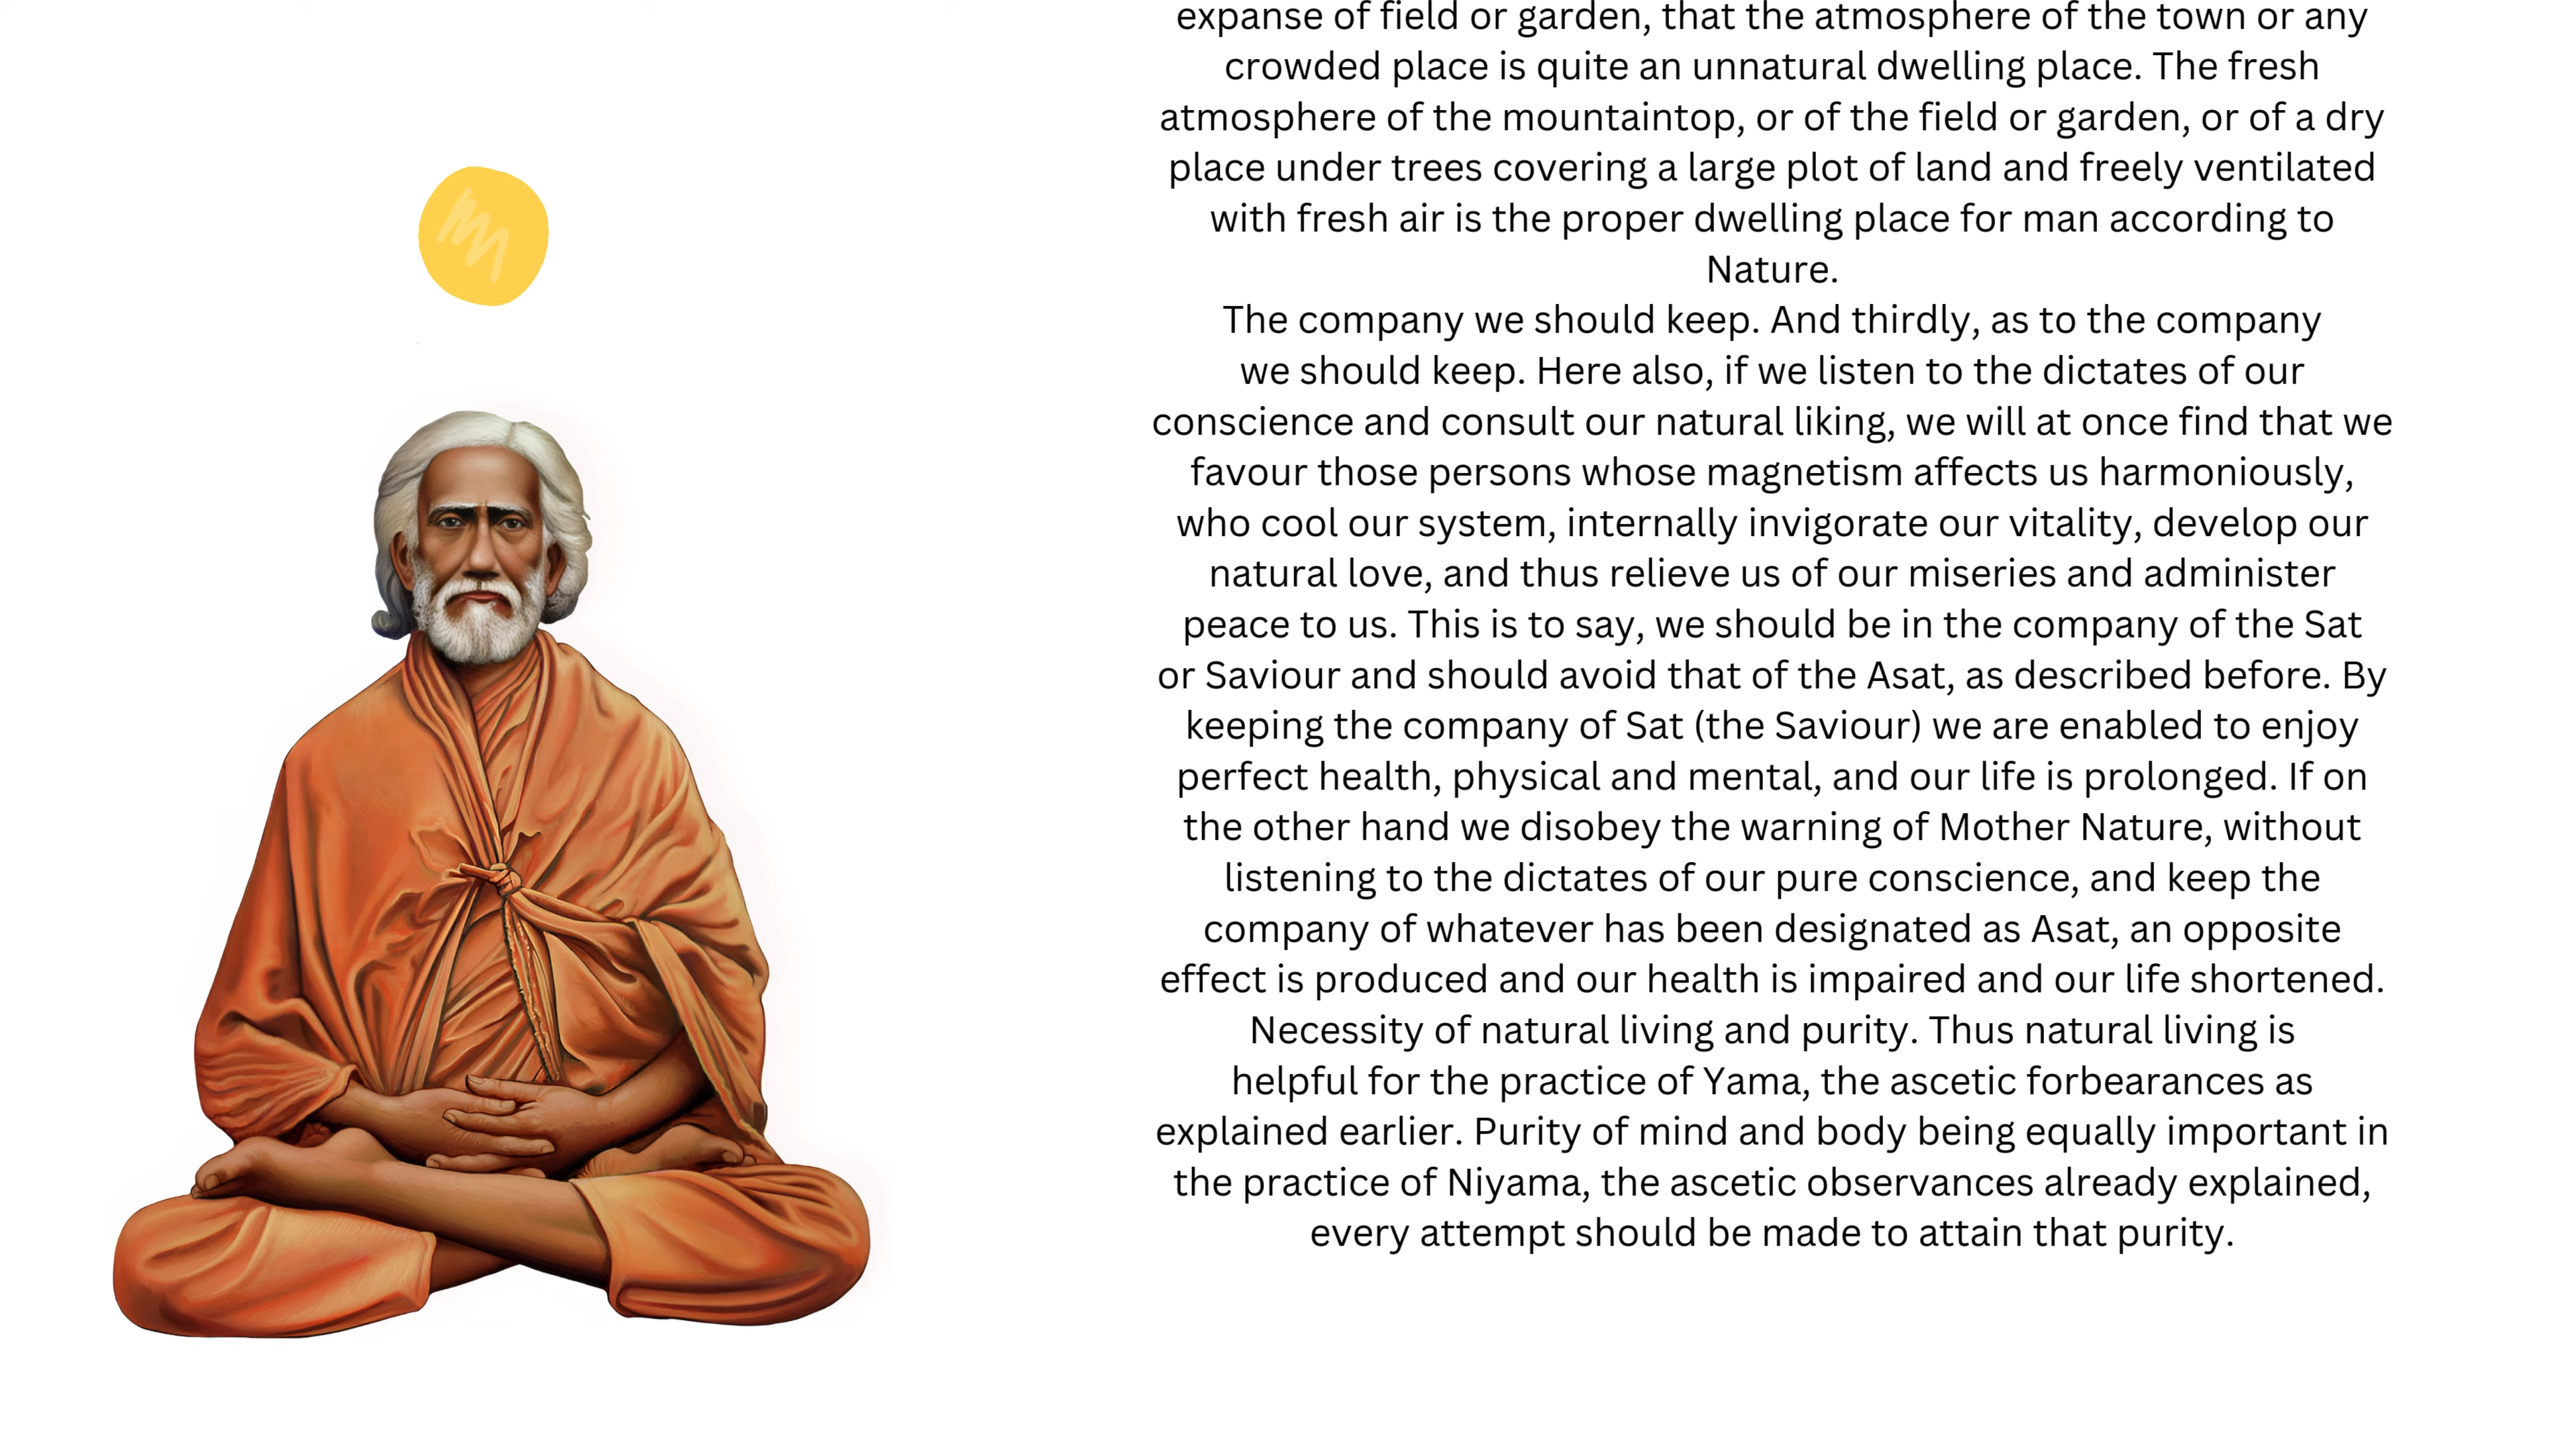 expanse of field or garden, that the atmosphere of the town or any
crowded place is quite an unnatural dwelling place. The fresh
atmosphere of the mountaintop, or of the field or garden, or of a dry
place under trees covering a large plot of land and freely ventilated
with fresh air is the proper dwelling place for man according to
Nature.
The company we should keep. And thirdly, as to the company
we should keep. Here also, if we listen to the dictates of our
conscience and consult our natural liking, we will at once find that we
favour those persons whose magnetism affects us harmoniously,
who cool our system, internally invigorate our vitality, develop our
natural love, and thus relieve us of our miseries and administer
peace to us. This is to say, we should be in the company of the Sat
or Saviour and should avoid that of the Asat, as described before. By
keeping the company of Sat (the Saviour) we are enabled to enjoy
perfect health, physical and mental, and our life is prolonged. If on
the other hand we disobey the warning of Mother Nature, without
listening to the dictates of our pure conscience, and keep the
company of whatever has been designated as Asat, an opposite
effect is produced and our health is impaired and our life shortened.
Necessity of natural living and purity. Thus natural living is
helpful for the practice of Yama, the ascetic forbearances as
explained earlier. Purity of mind and body being equally important in
the practice of Niyama, the ascetic observances already explained,
every attempt should be made to attain that purity.